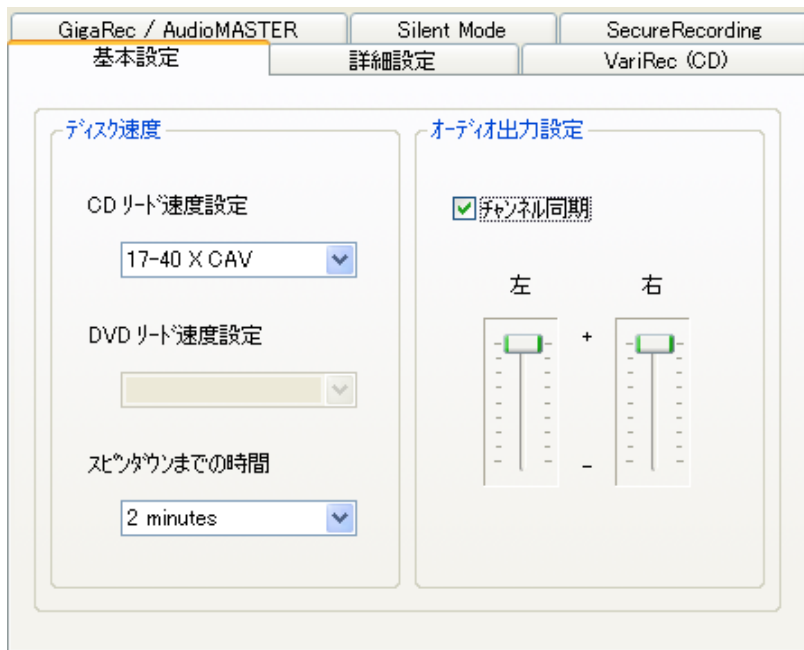 GigaRec / AudioMASTER
Silent Mode
SecureRecording
基本設定
詳細設定
VariRec (CD)
ディスク速度
CD リード速度設定
17-40 X CAV
DVD リード速度設定
スピンダウンまでの時間
2 minutes
オーディオ出力設定
チャンネル同期
左
右
+
-